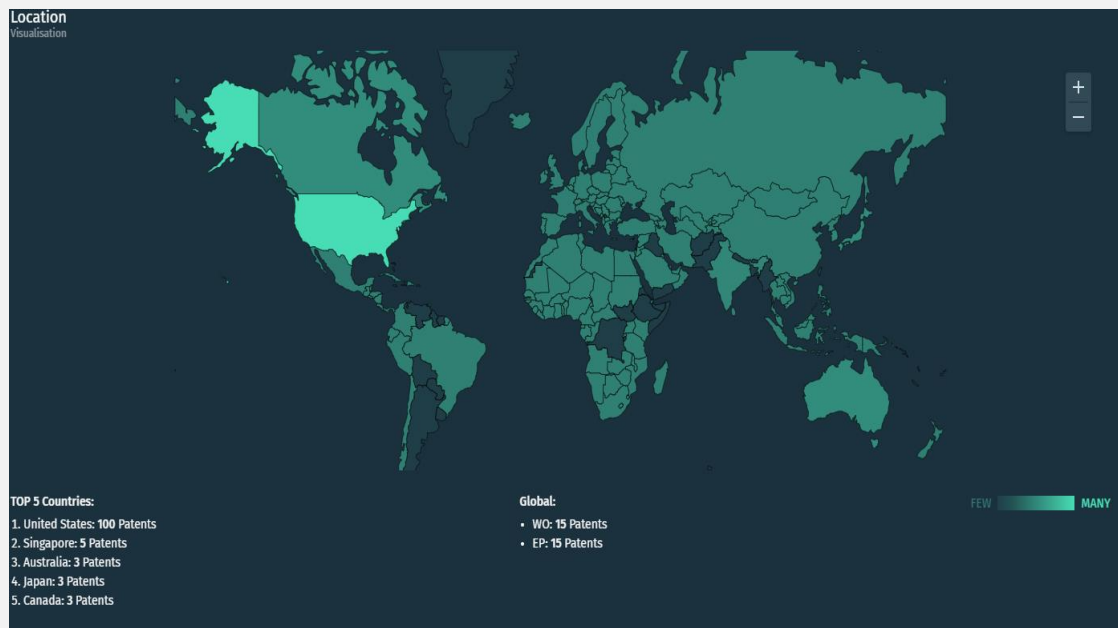 Location
Visualisation
+
−
TOP 5 Countries:
1. United States: 100 Patents
2. Singapore: 5 Patents
3. Australia: 3 Patents
4. Japan: 3 Patents
5. Canada: 3 Patents
Global:
• WO: 15 Patents
• EP: 15 Patents
FEW MANY